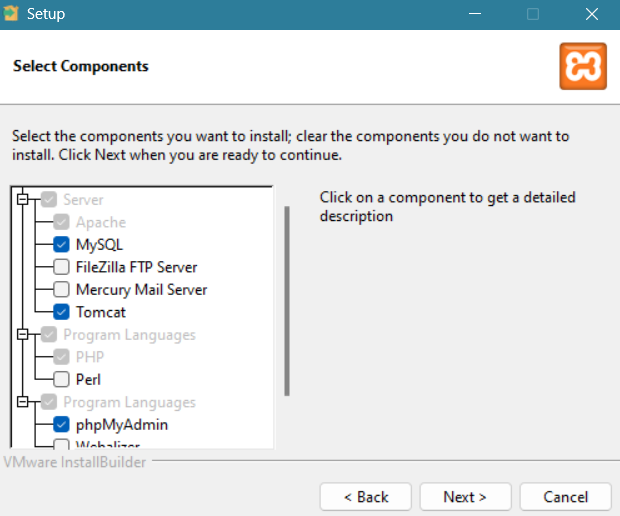 Setup
Select Components
Select the components you want to install; clear the components you do not want to
install. Click Next when you are ready to continue.
Server
Apache
MySQL
FileZilla FTP Server
Mercury Mail Server
Tomcat
Program Languages
PHP
Perl
Program Languages
phpMyAdmin
Webalizer
Click on a component to get a detailed
description
VMware InstallBuilder
< Back
Next >
Cancel